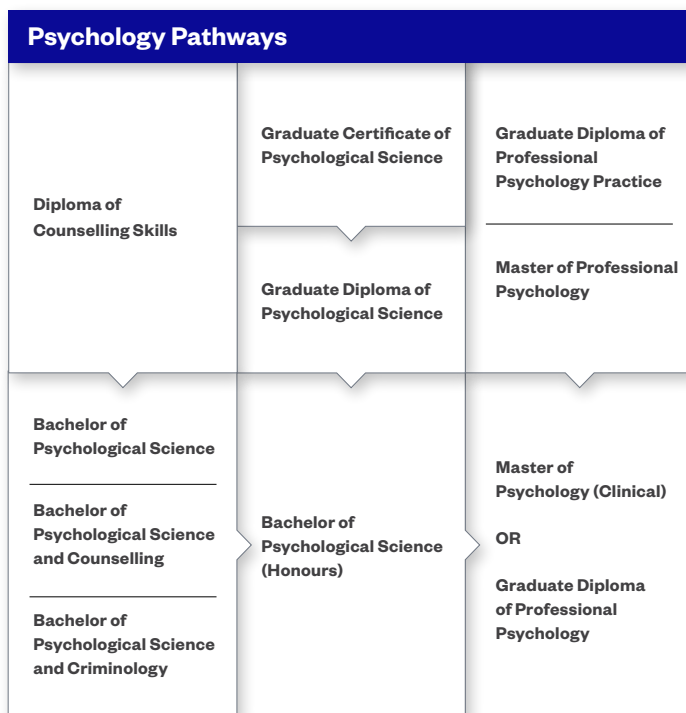 Psychology Pathways
Diploma of
Counselling Skills
Graduate Certificate of
Psychological Science
Graduate Diploma of
Psychological Science
Graduate Diploma of
Professional
Psychology Practice
Master of Professional
Psychology
Bachelor of
Psychological Science
Bachelor of
Psychological Science
and Counselling
Bachelor of
Psychological Science
and Criminology
Bachelor of
Psychological Science
(Honours)
Master of
Psychology (Clinical)
OR
Graduate Diploma
of Professional
Psychology